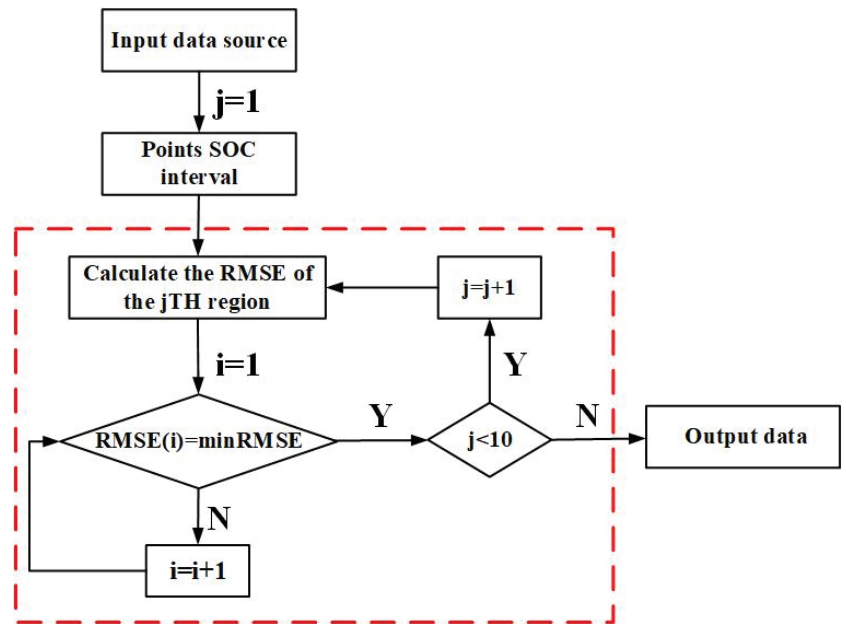 Input data source
j=1
Points SOC
interval
Calculate the RMSE of
the jTH region
j=j+1
i=1
Y
RMSE(i)=minRMSE
Y
j<10
N
Output data
N
i=i+1